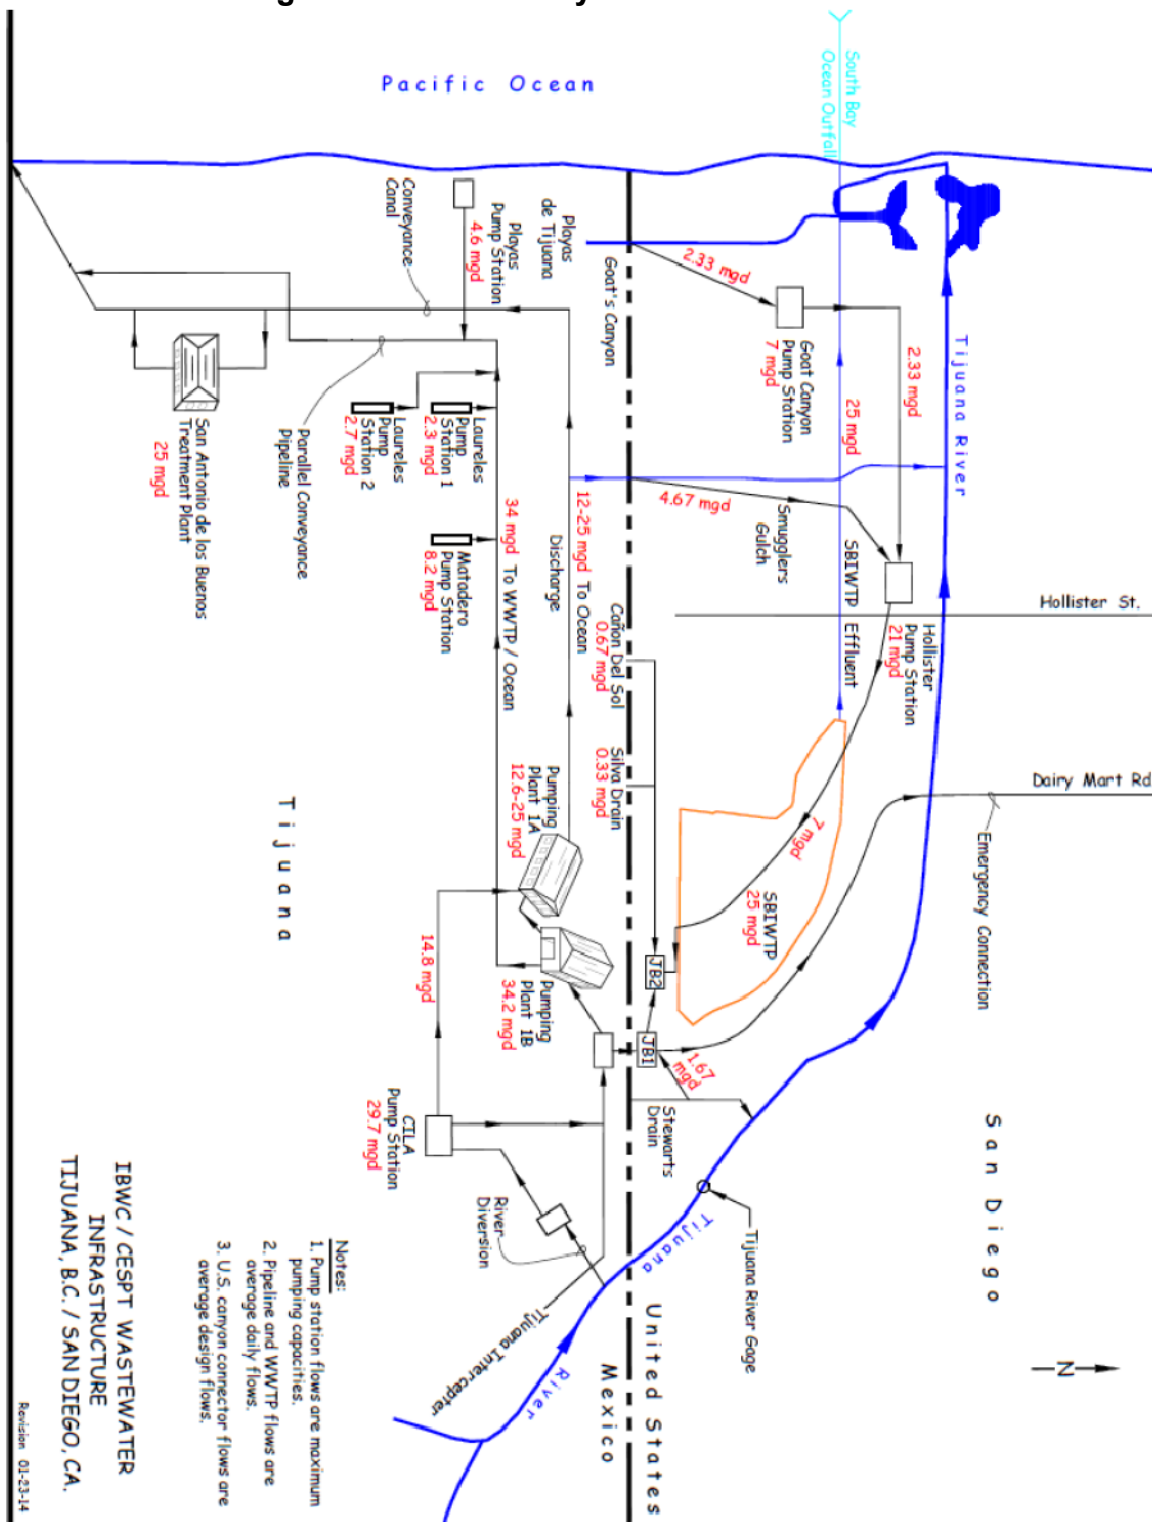 Pacific Ocean
South Bay
Ocean Outfall
Conveyance
Canal
Playas
Pump Station
4.6 mgd
Playas
de Tijuana
Goat's Canyon
2.33 mgd
Goat Canyon
Pump Station
7 mgd
2.33 mgd
25 mgd
Tijuana River
San Antonio de los Buenos
Treatment Plant
25 mgd
Parallel Conveyance
Pipeline
Laureles
Pump
Station 2
2.7 mgd
Laureles
Pump
Station 1
2.3 mgd
Matadero
Pump Station
8.2 mgd
34 mgd To WWTP / Ocean
Discharge
12-25 mgd To Ocean
4.67 mgd
Smugglers
Gulch
SBIWTP Effluent
Hollister St.
Hollister
Pump Station
21 mgd
Cañon Del Sol
0.67 mgd
Silva Drain
0.33 mgd
Dairy Mart Rd
Emergency Connection
7 mgd
SBIWTP
25 mgd
Tijuana
Pumping
Plant 1A
12.6-25 mgd
Pumping
Plant 1B
34.2 mgd
14.8 mgd
JB2
JB1
1.67
mgd
Stewarts
Drain
CILA
Pump Station
29.7 mgd
River
Diversion
Tijuana Intercepter
Tijuana
River
Tijuana River Gage
San Diego
United States
Mexico
N
Notes:
1. Pump station flows are maximum
pumping capacities.
2. Pipeline and WWTP flows are
average daily flows.
3. U.S. canyon connector flows are
average design flows.
IBWC / CESPT WASTEWATER
INFRASTRUCTURE
TIJUANA, B.C. / SAN DIEGO, CA.
Revision 01-23-14